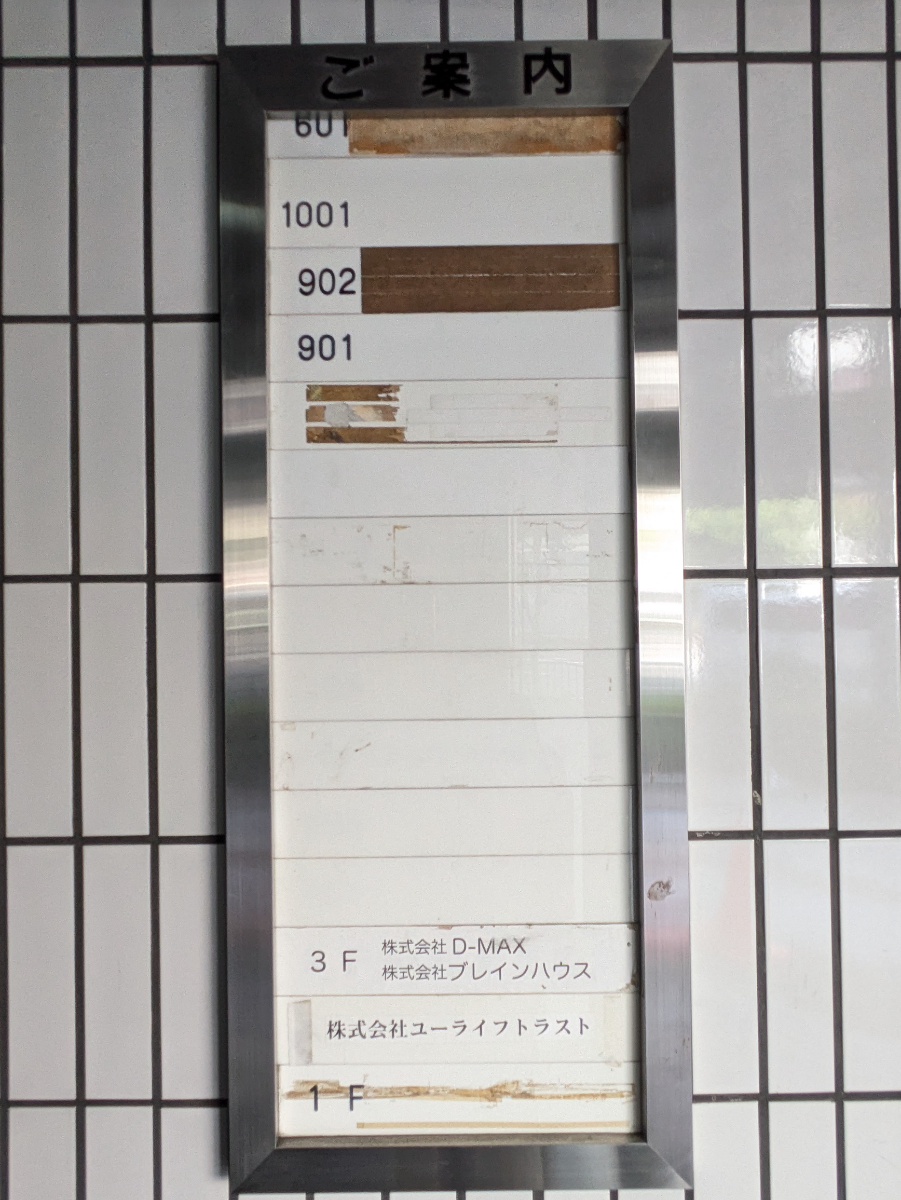 ご案内
601
1001
902
901
3 F 株式会社 D-MAX
株式会社ブレインハウス
株式会社ユーライフトラスト
1 F